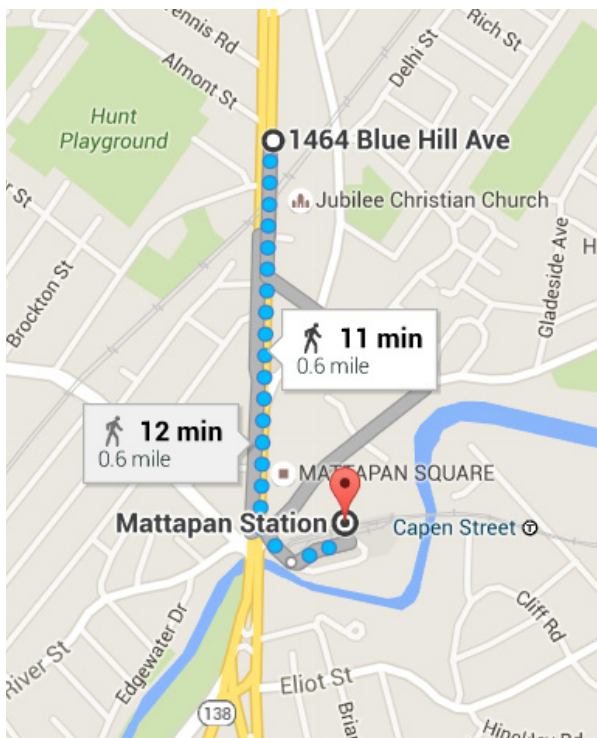 Tennis Rd
Rich St
Almont St
Delhi St
Hunt
Playground
1464 Blue Hill Ave
Jubilee Christian Church
Gladeside Ave
H
Brockton St
11 min
0.6 mile
12 min
0.6 mile
MATTAPAN SQUARE
Mattapan Station
Capen Street
T
Cliff Rd
Edgewater Dr
River St
Eliot St
138
Brian
Hinckley Rd